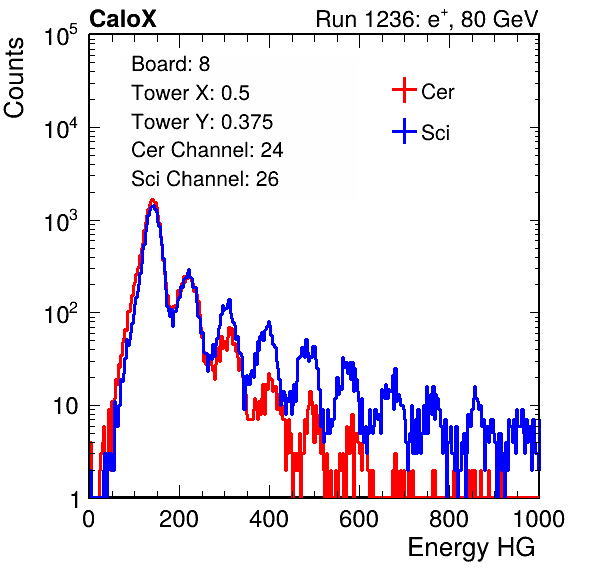 CaloX Run 1236: e⁺, 80 GeV
Board: 8
Tower X: 0.5
Tower Y: 0.375
Cer Channel: 24
Sci Channel: 26
Cer
Sci
Counts
10⁵
10⁴
10³
10²
10
1
0 200 400 600 800 1000
Energy HG